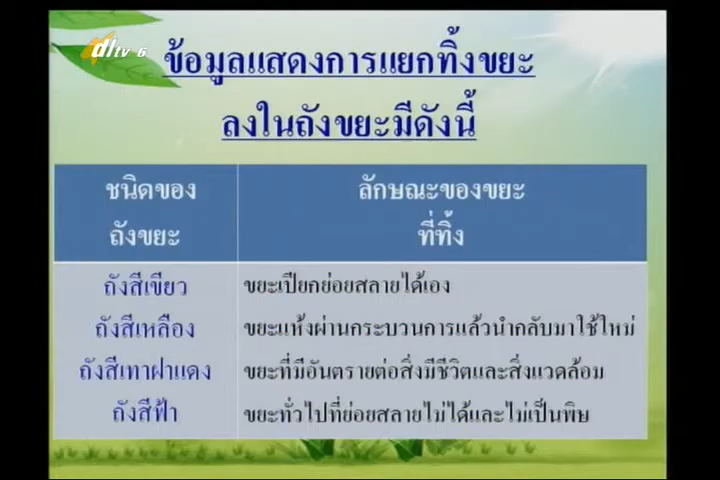 dltv 6
ข้อมูลแสดงการแยกทิ้งขยะ
ลงในถังขยะมีดังนี้
ชนิดของ ลักษณะของขยะ
ถังขยะ ที่ทิ้ง
ถังสีเขียว ขยะเปียกย่อยสลายได้เอง
ถังสีเหลือง ขยะแห้งผ่านกระบวนการแล้วนำกลับมาใช้ใหม่
ถังสีเทาฝาแดง ขยะที่มีอันตรายต่อสิ่งมีชีวิตและสิ่งแวดล้อม
ถังสีฟ้า ขยะทั่วไปที่ย่อยสลายไม่ได้และไม่เป็นพิษ